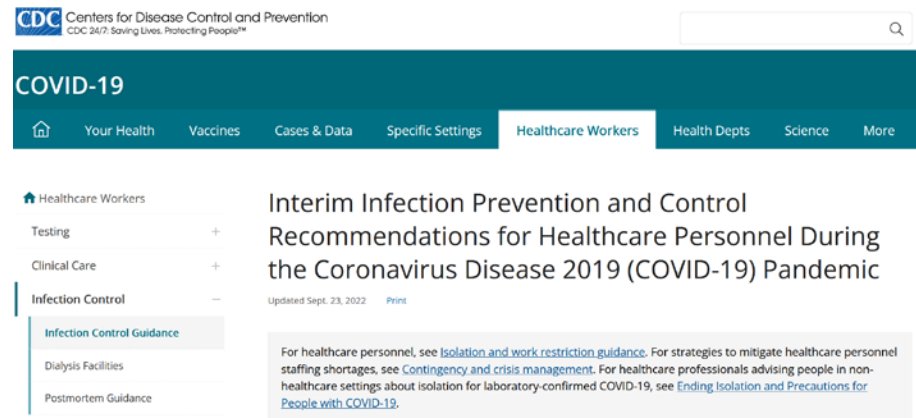 CDC Centers for Disease Control and Prevention
CDC 24/7: Saving Lives. Protecting People™
COVID-19
Your Health Vaccines Cases & Data Specific Settings Healthcare Workers Health Depts Science More
Healthcare Workers
Testing
Clinical Care
Infection Control
Infection Control Guidance
Dialysis Facilities
Postmortem Guidance
Interim Infection Prevention and Control
Recommendations for Healthcare Personnel During
the Coronavirus Disease 2019 (COVID-19) Pandemic
Updated Sept. 23, 2022 Print
For healthcare personnel, see Isolation and work restriction guidance. For strategies to mitigate healthcare personnel
staffing shortages, see Contingency and crisis management. For healthcare professionals advising people in non-
healthcare settings about isolation for laboratory-confirmed COVID-19, see Ending Isolation and Precautions for
People with COVID-19.